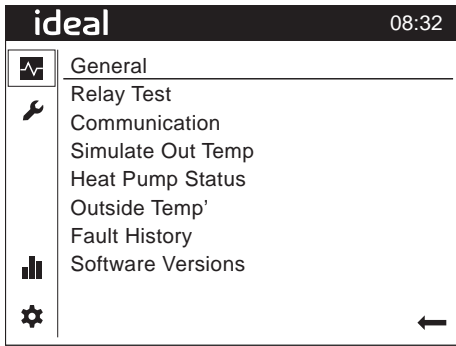 ideal 08:32
General
Relay Test
Communication
Simulate Out Temp
Heat Pump Status
Outside Temp'
Fault History
Software Versions